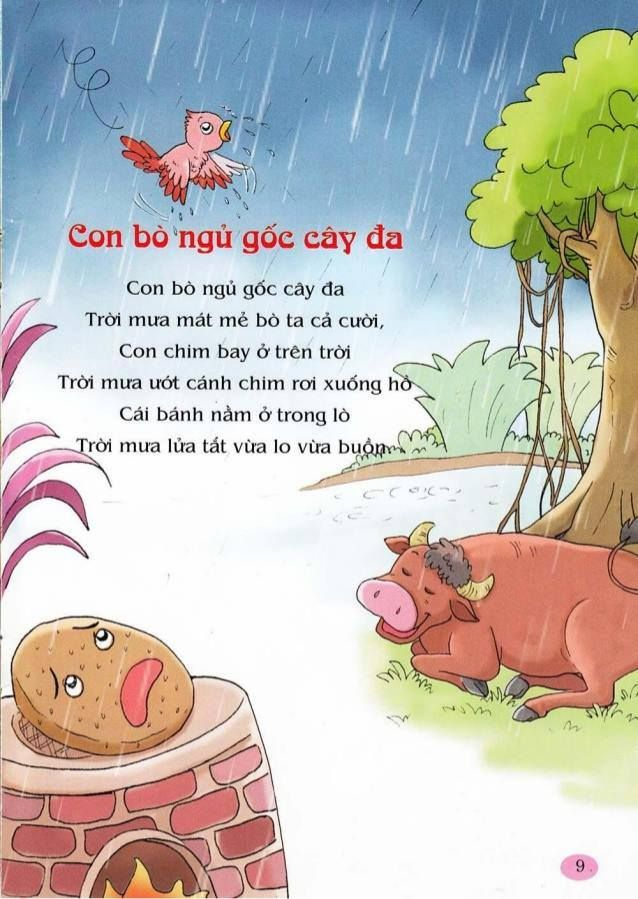 Con bò ngủ gốc cây đa
Con bò ngủ gốc cây đa
Trời mưa mát mẻ bò ta cả cười,
Con chim bay ở trên trời
Trời mưa ướt cánh chim rơi xuống hồ
Cái bánh nằm ở trong lò
Trời mưa lửa tắt vừa lo vừa buồn.
9